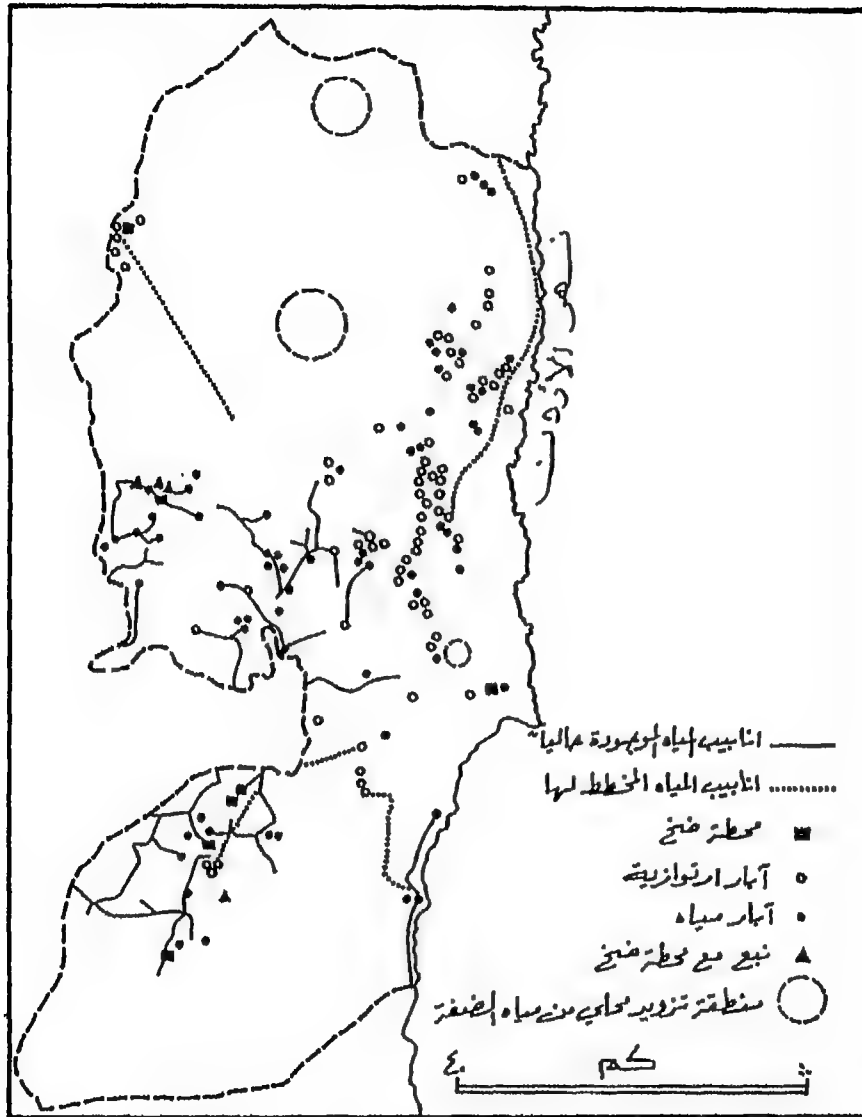 نهر الأردن
انابيب المياه الموجودة حالياً
انابيب المياه المخطط لها
محطة ضخ
آبار ارتوازية
آبار مياه
نبع مع محطة ضخ
منطقة تزويد محلي من مياه الضفة
٤٠ كم